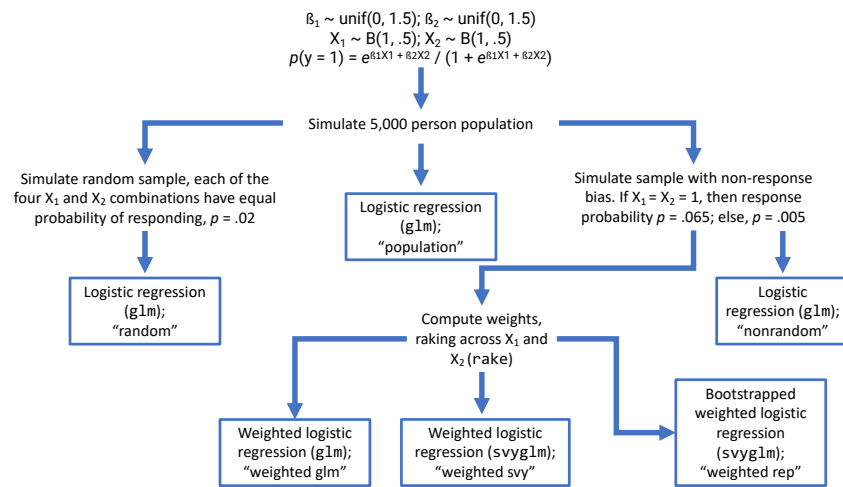 ß₁ ~ unif(0, 1.5); ß₂ ~ unif(0, 1.5)
X₁ ~ B(1, .5); X₂ ~ B(1, .5)
p(y = 1) = e^ß1X1 + ß2X2 / (1 + e^ß1X1 + ß2X2)
Simulate 5,000 person population
Simulate random sample, each of the
four X₁ and X₂ combinations have equal
probability of responding, p = .02
Logistic regression
(glm);
“population”
Simulate sample with non-response
bias. If X₁ = X₂ = 1, then response
probability p = .065; else, p = .005
Logistic regression
(glm);
“random”
Logistic
regression (glm);
“nonrandom”
Compute weights,
raking across X₁ and
X₂ (rake)
Weighted logistic
regression (glm);
“weighted glm”
Weighted logistic
regression (svyglm);
“weighted svy”
Bootstrapped
weighted logistic
regression
(svyglm);
“weighted rep”